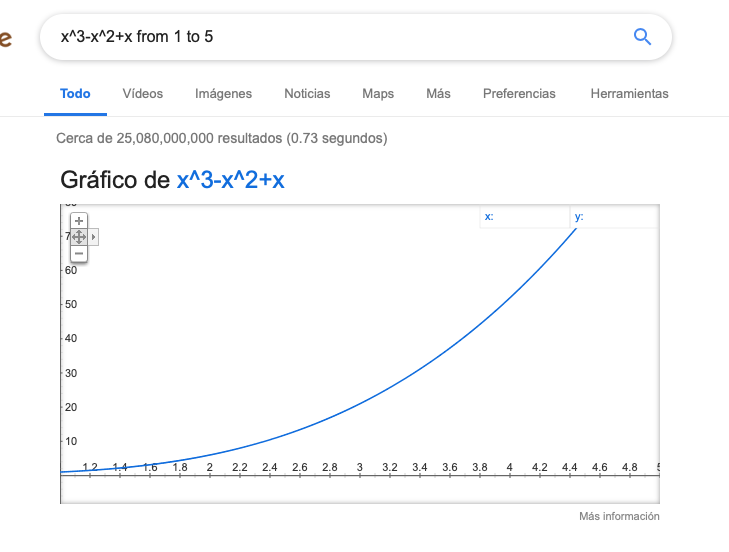 e
x^3-x^2+x from 1 to 5
Todo Vídeos Imágenes Noticias Maps Más Preferencias Herramientas
Cerca de 25,080,000,000 resultados (0.73 segundos)
Gráfico de x^3-x^2+x
x: y:
60
50
40
30
20
10
1.2 1.4 1.6 1.8 2 2.2 2.4 2.6 2.8 3 3.2 3.4 3.6 3.8 4 4.2 4.4 4.6 4.8 5
Más información